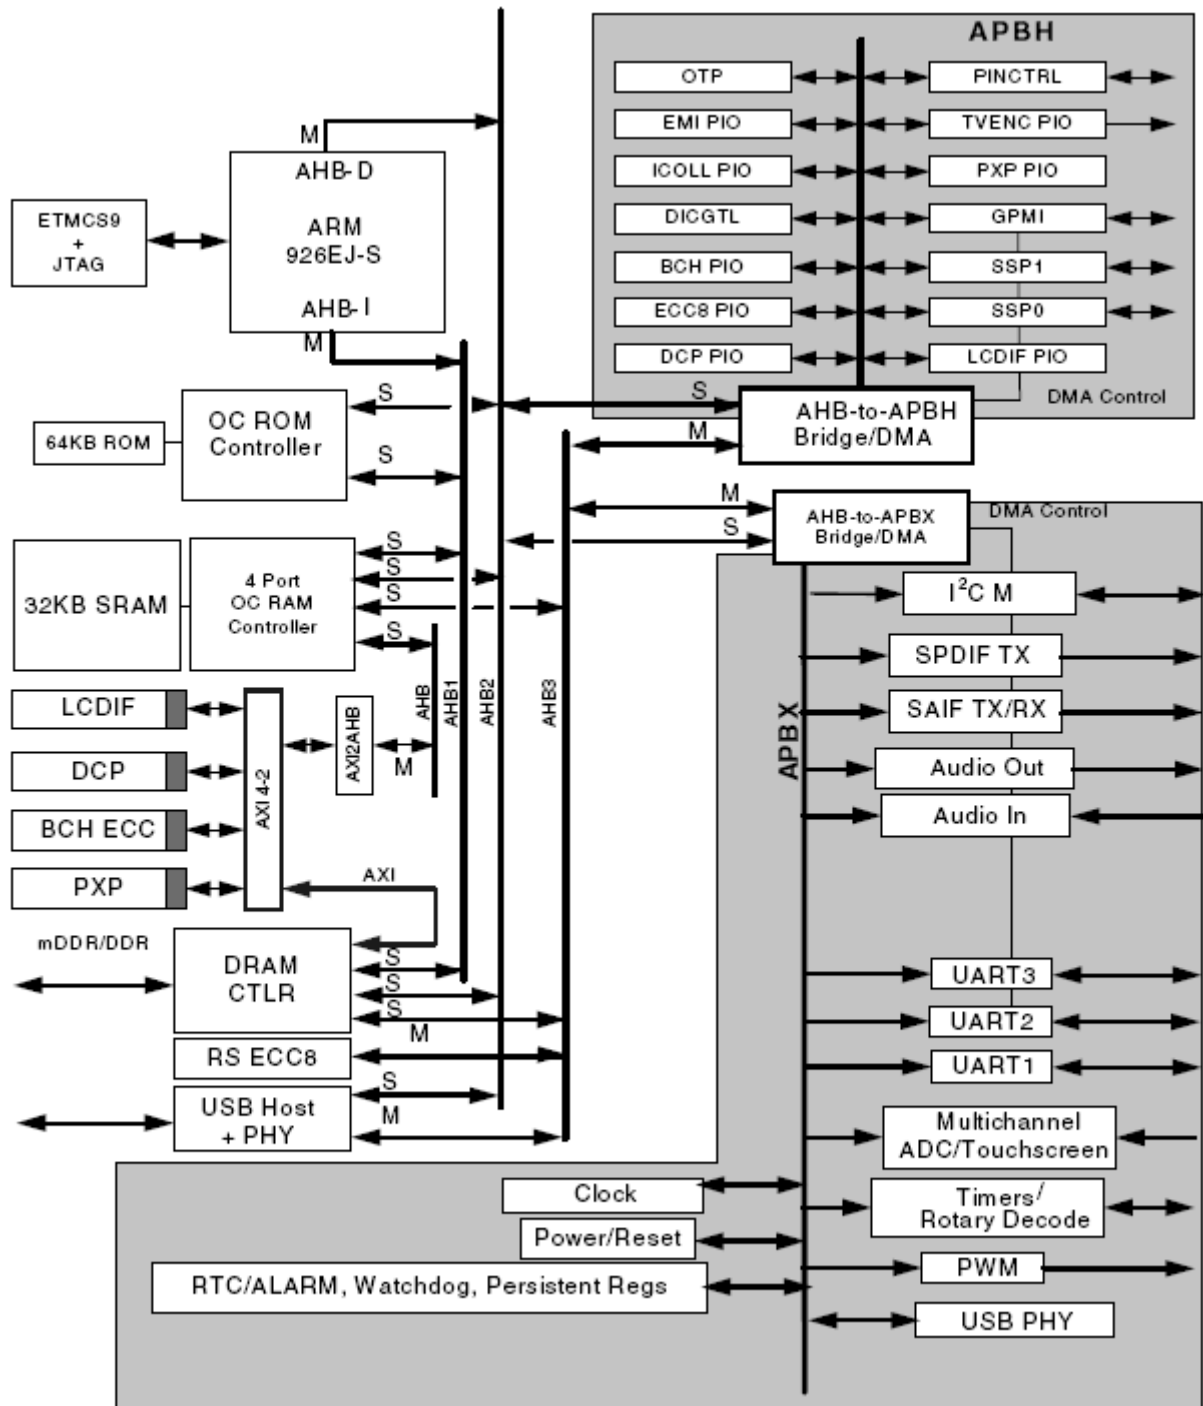 APBH
OTP
PINCTRL
EMI PIO
TVENC PIO
ICOLL PIO
PXP PIO
DICGTL
GPMI
BCH PIO
SSP1
ECC8 PIO
SSP0
DCP PIO
LCDIF PIO
DMA Control
S
AHB-to-APBH
Bridge/DMA
M
M
AHB-D
ARM
926EJ-S
AHB-I
M
ETMCS9
+
JTAG
S
OC ROM
Controller
S
64KB ROM
M
S
AHB-to-APBX
Bridge/DMA
DMA Control
32KB SRAM
4 Port
OC RAM
Controller
S
S
S
S
AHB
AHB1
AHB2
AHB3
LCDIF
DCP
BCH ECC
PXP
AXI 4-2
AXI2AHB
M
AXI
mDDR/DDR
DRAM
CTLR
S
S
S
M
RS ECC8
S
USB Host
+ PHY
M
APBX
I²C M
SPDIF TX
SAIF TX/RX
Audio Out
Audio In
UART3
UART2
UART1
Multichannel
ADC/Touchscreen
Timers/
Rotary Decode
PWM
USB PHY
Clock
Power/Reset
RTC/ALARM, Watchdog, Persistent Regs